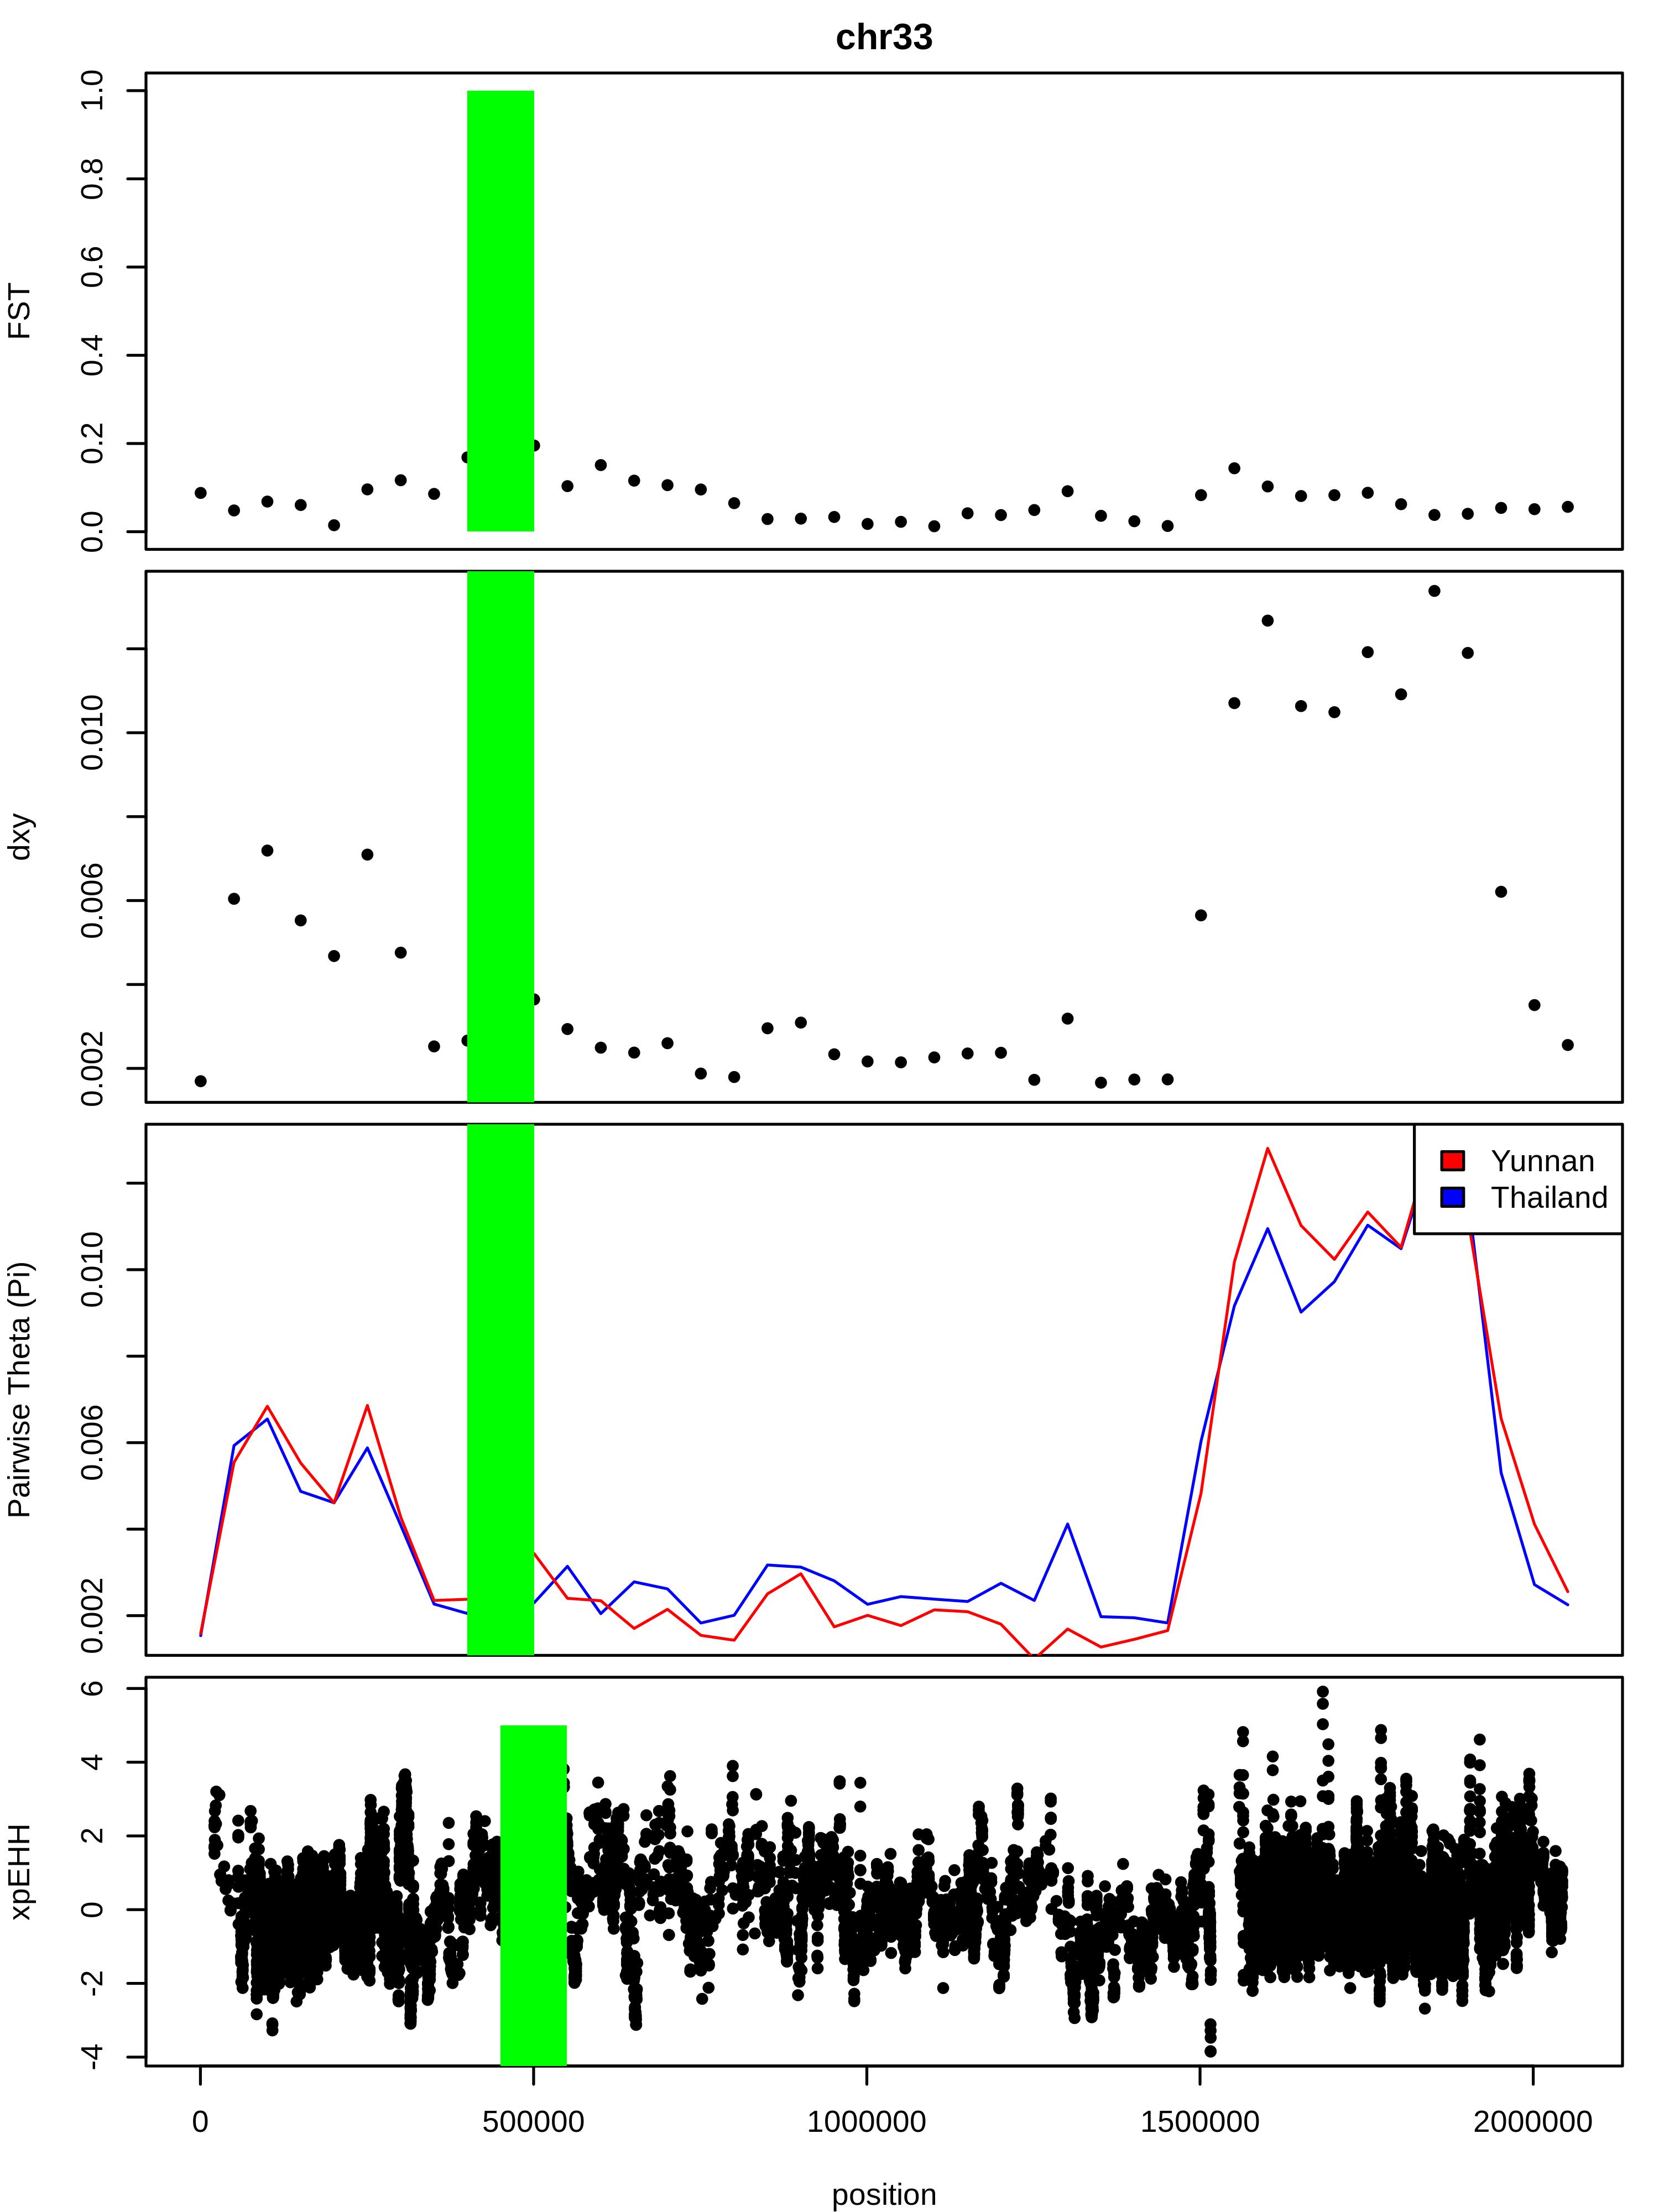 chr33
FST
0.0
0.2
0.4
0.6
0.8
1.0
dxy
0.002
0.006
0.010
Pairwise Theta (Pi)
0.002
0.006
0.010
Yunnan
Thailand
xpEHH
-4
-2
0
2
4
6
0 500000 1000000 1500000 2000000
position